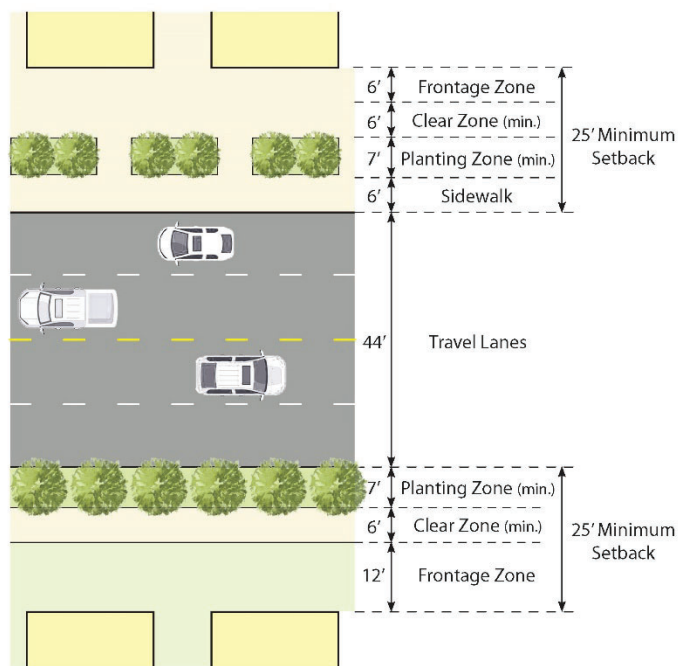 6’ Frontage Zone
6’ Clear Zone (min.)
25’ Minimum
Setback
7’ Planting Zone (min.)
6’ Sidewalk
44’ Travel Lanes
7’ Planting Zone (min.)
6’ Clear Zone (min.)
25’ Minimum
Setback
12’ Frontage Zone